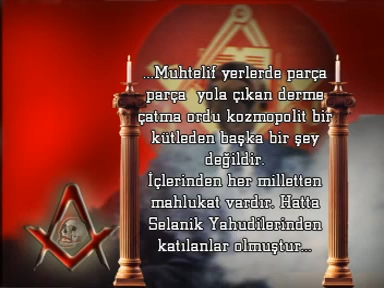 ...Muhtelif yerlerde parça
parça yola çıkan derme
çatma ordu kozmopolit bir
kütleden başka bir şey
değildir.
İçlerinden her milletten
mahlukat vardır. Hatta
Selanik Yahudilerinden
katılanlar olmuştur...